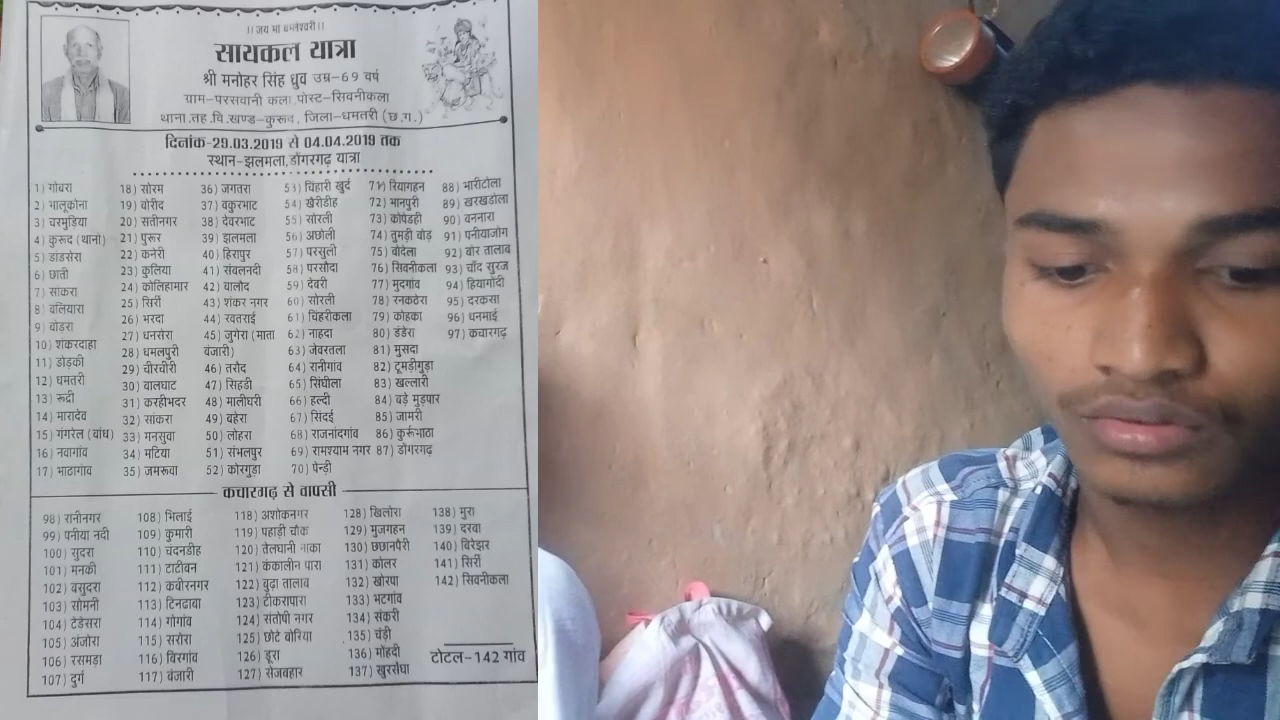 ।। जय माँ बमलेश्वरी ।।
सायकल यात्रा
श्री मनोहर सिंह ध्रुव उम्र-69 वर्ष
ग्राम-परसवानी कला पोस्ट-सिवनीकला
थाना.तह.वि.खण्ड-कुरूद, जिला-धमतरी (छ.ग.)
दिनांक-29.03.2019 से 04.04.2019 तक
स्थान-झलमला,डोंगरगढ़ यात्रा
1) गोबरा
2) भालूकोना
3) चरमुडिया
4) कुरूद (थाना)
5) डांडसेरा
6) छाती
7) सांकरा
8) बलियारा
9) बोडरा
10) शंकरदाहा
11) डोड़की
12) धमतरी
13) रूद्री
14) मारादेव
15) गंगरेल (बांध)
16) नवागांव
17) भाठागांव
18) सोरम
19) बोरीद
20) सतीनगर
21) पुरूर
22) कनेरी
23) कुलिया
24) कोलिहामार
25) सिर्री
26) भरदा
27) धनसेरा
28) धमलपुरी
29) चीरचोरी
30) बालघाट
31) करहीभदर
32) सांकरा
33) मनसुवा
34) मटिया
35) जमरूवा
36) जगतरा
37) बकुरभाट
38) देवरभाट
39) झलमला
40) हिरापुर
41) संवलनदी
42) बालोद
43) शंकर नगर
44) रवतराई
45) जुगेरा (माता
बंजारी)
46) तरौद
47) सिहडी
48) मालीघरी
49) बहेरा
50) लोहरा
51) संभलपुर
52) कोरगुड़ा
53) चिंहारी खुर्द
54) खैरीडीह
55) सोरली
56) अछोली
57) परसुली
58) परसौदा
59) देवरी
60) सोरली
61) चिंहरीकला
62) नाहदा
63) जेवरतला
64) रानीगांव
65) सिंघीला
66) हल्दी
67) सिंदई
68) राजनांदगांव
69) रामश्याम नगर
70) पेन्ड्री
71) रियागहन
72) भानपुरी
73) कोपेडही
74) तुमड़ी बोड़
75) बोदेला
76) सिवनीकला
77) मुदगांव
78) रनकठेरा
79) कोहका
80) डंडेरा
81) मुसदा
82) टूमड़ीगुड़ा
83) खल्लारी
84) बड़े मुड़पार
85) जामरी
86) कुरूभाठा
87) डोंगरगढ़
88) भारीटोला
89) खरखडोला
90) वननारा
91) पनीयाजोग
92) बोर तालाब
93) चाँद सुरज
94) हियागोंदी
95) दरकसा
96) धनमाई
97) कचारगढ़
कचारगढ़ से वापसी
98) रानीनगर
99) पनीया नदी
100) सुदरा
101) मनकी
102) वसुदरा
103) सोमनी
104) टेडेसरा
105) अंजोरा
106) रसमड़ा
107) दुर्ग
108) भिलाई
109) कुमारी
110) चंदनडीह
111) टाटीबन
112) कबीरनगर
113) टिनढाबा
114) गोगांव
115) सरोरा
116) बिरगांव
117) बंजारी
118) अशोकनगर
119) पहाड़ी चौक
120) तेलघानी नाका
121) कंकालीन पारा
122) बुढ़ा तालाब
123) टीकरापारा
124) संतोषी नगर
125) छोटे बोरिया
126) डूरा
127) सेजबहार
128) खिलोरा
129) मुजगहन
130) छछानपैरी
131) कोलर
132) खोरपा
133) भटगांव
134) संकरी
135) चंडी
136) मोंहदी
137) खुरसेंघा
138) मुरा
139) दरबा
140) बिरेझर
141) सिर्री
142) सिवनीकला
टोटल-142 गांव